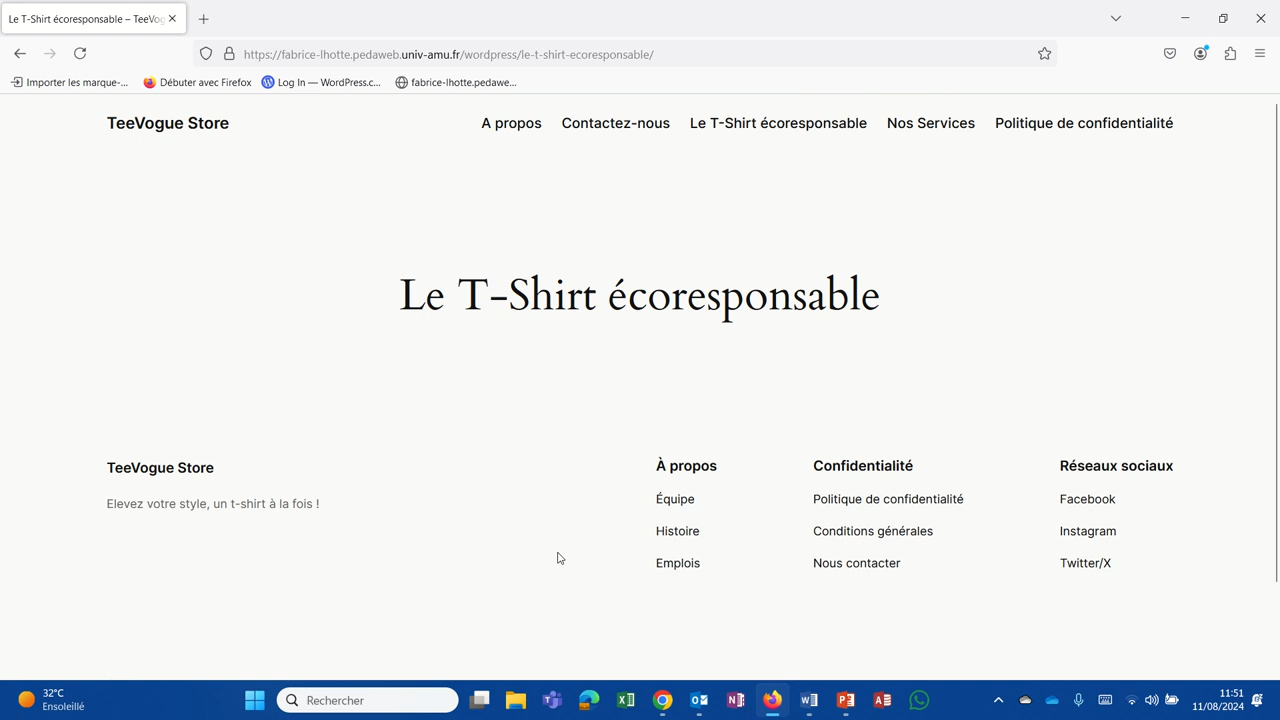 Le T-Shirt écoresponsable – TeeVog
https://fabrice-lhotte.pedaweb.univ-amu.fr/wordpress/le-t-shirt-ecoresponsable/
Importer les marque-... Débuter avec Firefox Log In — WordPress.c... fabrice-lhotte.pedawe...
TeeVogue Store A propos Contactez-nous Le T-Shirt écoresponsable Nos Services Politique de confidentialité
Le T-Shirt écoresponsable
TeeVogue Store
Elevez votre style, un t-shirt à la fois !
À propos
Équipe
Histoire
Emplois
Confidentialité
Politique de confidentialité
Conditions générales
Nous contacter
Réseaux sociaux
Facebook
Instagram
Twitter/X
32°C
Ensoleillé
Rechercher
11:51
11/08/2024